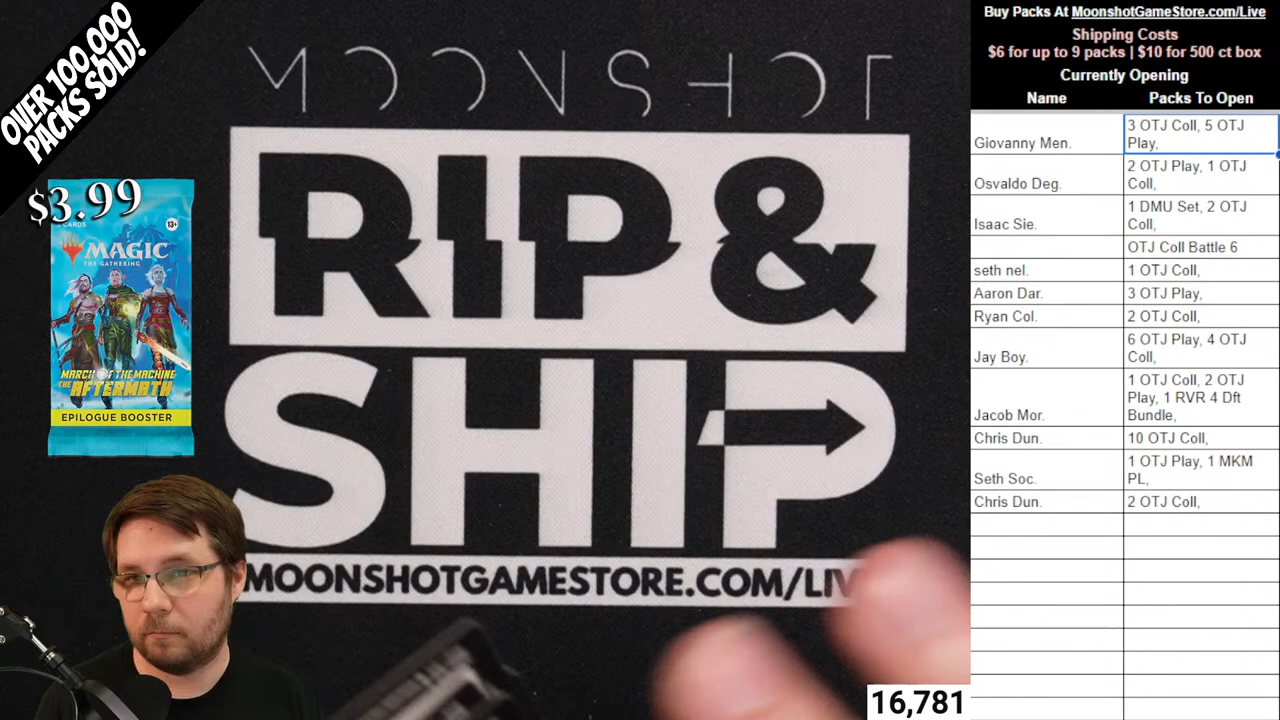 OVER 100,000
PACKS SOLD!
$3.99
CARDS
13+
MAGIC
THE GATHERING
MARCH OF THE MACHINE
THE AFTERMATH
EPILOGUE BOOSTER
MOONSHOT
RIP &
SHIP
MOONSHOTGAMESTORE.COM/LIV
16,781
Buy Packs At MoonshotGameStore.com/Live
Shipping Costs
$6 for up to 9 packs | $10 for 500 ct box
Currently Opening
Name Packs To Open
Giovanny Men. 3 OTJ Coll, 5 OTJ
Play,
Osvaldo Deg. 2 OTJ Play, 1 OTJ
Coll,
Isaac Sie. 1 DMU Set, 2 OTJ
Coll,
OTJ Coll Battle 6
seth nel. 1 OTJ Coll,
Aaron Dar. 3 OTJ Play,
Ryan Col. 2 OTJ Coll,
Jay Boy. 6 OTJ Play, 4 OTJ
Coll,
Jacob Mor. 1 OTJ Coll, 2 OTJ
Play, 1 RVR 4 Dft
Bundle,
Chris Dun. 10 OTJ Coll,
Seth Soc. 1 OTJ Play, 1 MKM
PL,
Chris Dun. 2 OTJ Coll,